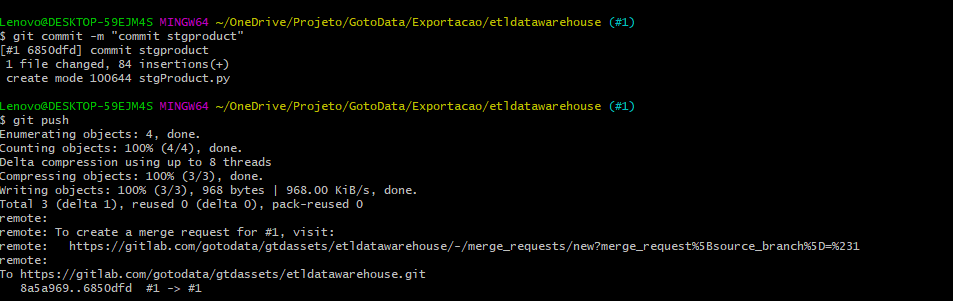 Lenovo@DESKTOP-59EJM4S MINGW64 ~/OneDrive/Projeto/GotoData/Exportacao/etldatawarehouse (#1)
$ git commit -m "commit stgproduct"
[#1 6850dfd] commit stgproduct
 1 file changed, 84 insertions(+)
 create mode 100644 stgProduct.py
Lenovo@DESKTOP-59EJM4S MINGW64 ~/OneDrive/Projeto/GotoData/Exportacao/etldatawarehouse (#1)
$ git push
Enumerating objects: 4, done.
Counting objects: 100% (4/4), done.
Delta compression using up to 8 threads
Compressing objects: 100% (3/3), done.
Writing objects: 100% (3/3), 968 bytes | 968.00 KiB/s, done.
Total 3 (delta 1), reused 0 (delta 0), pack-reused 0
remote:
remote: To create a merge request for #1, visit:
remote:   https://gitlab.com/gotodata/gtdassets/etldatawarehouse/-/merge_requests/new?merge_request%5Bsource_branch%5D=%231
remote:
To https://gitlab.com/gotodata/gtdassets/etldatawarehouse.git
   8a5a969..6850dfd  #1 -> #1